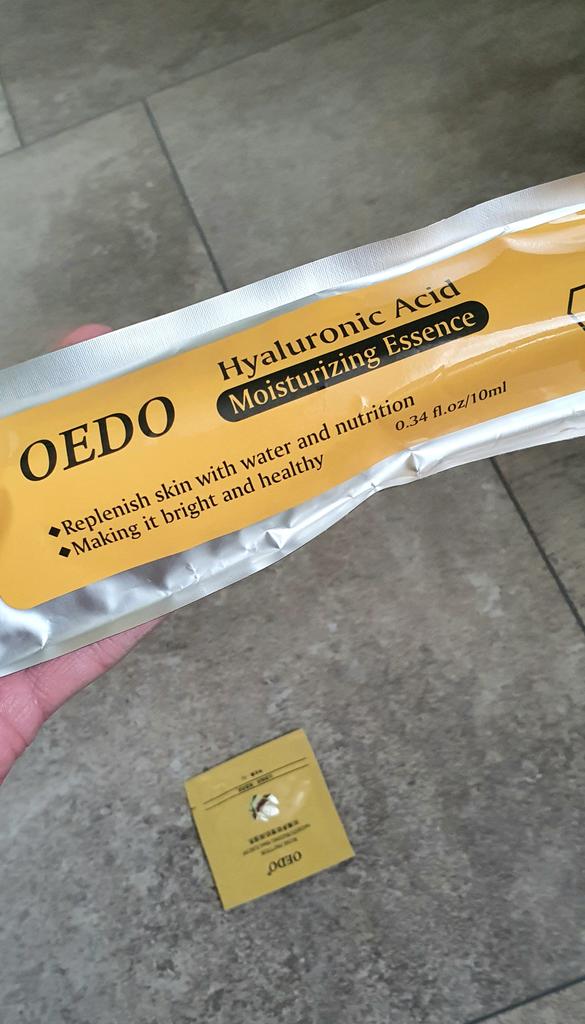 Hyaluronic Acid
Moisturizing Essence
OEDO
0.34 fl.oz/10ml
◆Replenish skin with water and nutrition
◆Making it bright and healthy
OEDO